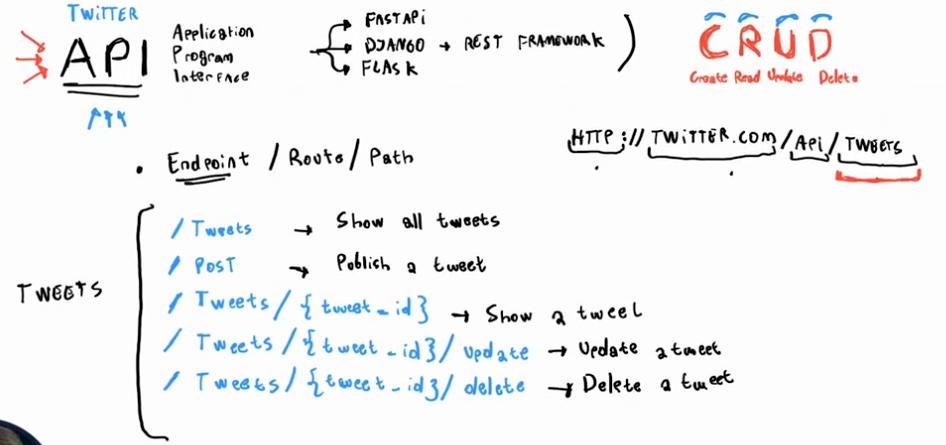 TWITTER
API
Application
Program
Interface
FASTAPI
DJANGO → REST FRAMEWORK
FLASK
CRUD
Create Read Update Delete
HTTP://TWITTER.COM/Api/TWEETS
• Endpoint / Route / Path
TWEETS
/ Tweets → Show all tweets
/ POST → Publish a tweet
/ Tweets / {tweet_id} → Show a tweet
/ Tweets / {tweet_id} / update → Update a tweet
/ Tweets / {tweet_id} / delete → Delete a tweet